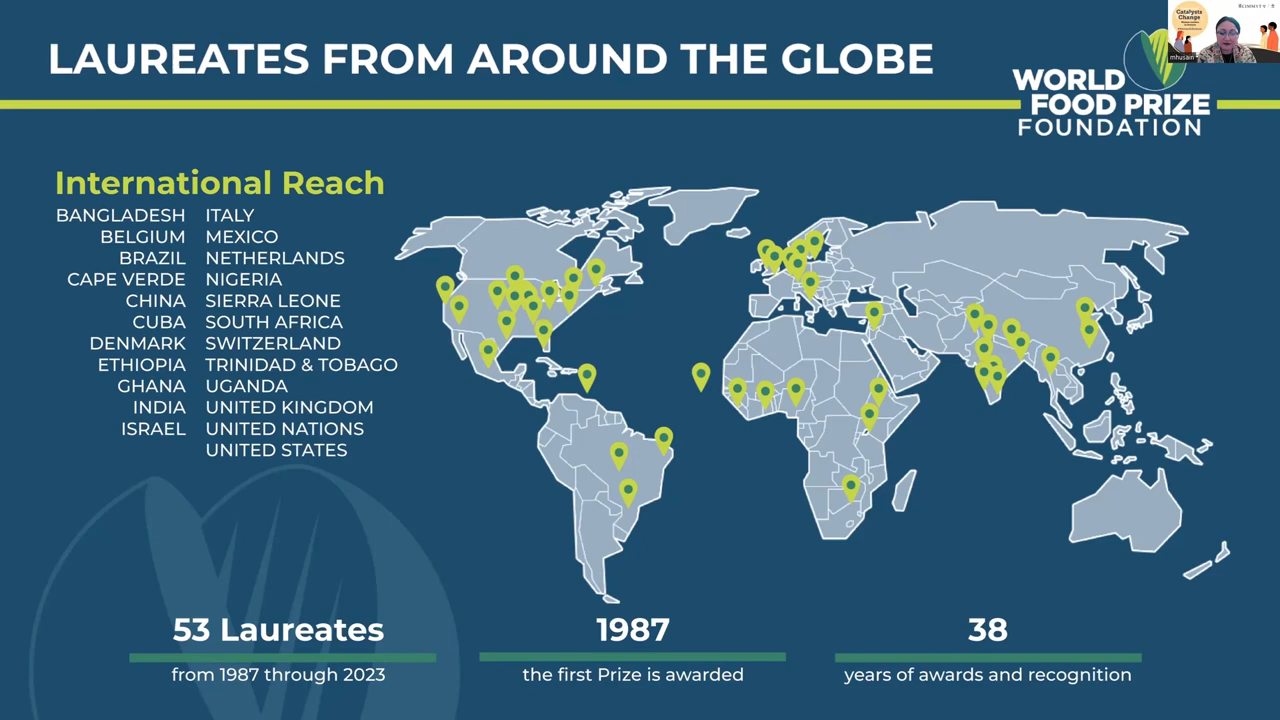 LAUREATES FROM AROUND THE GLOBE
Catalysts
Change
mhusain
WORLD
FOOD PRIZE
FOUNDATION
International Reach
BANGLADESH ITALY
BELGIUM MEXICO
BRAZIL NETHERLANDS
CAPE VERDE NIGERIA
CHINA SIERRA LEONE
CUBA SOUTH AFRICA
DENMARK SWITZERLAND
ETHIOPIA TRINIDAD & TOBAGO
GHANA UGANDA
INDIA UNITED KINGDOM
ISRAEL UNITED NATIONS
UNITED STATES
53 Laureates
from 1987 through 2023
1987
the first Prize is awarded
38
years of awards and recognition